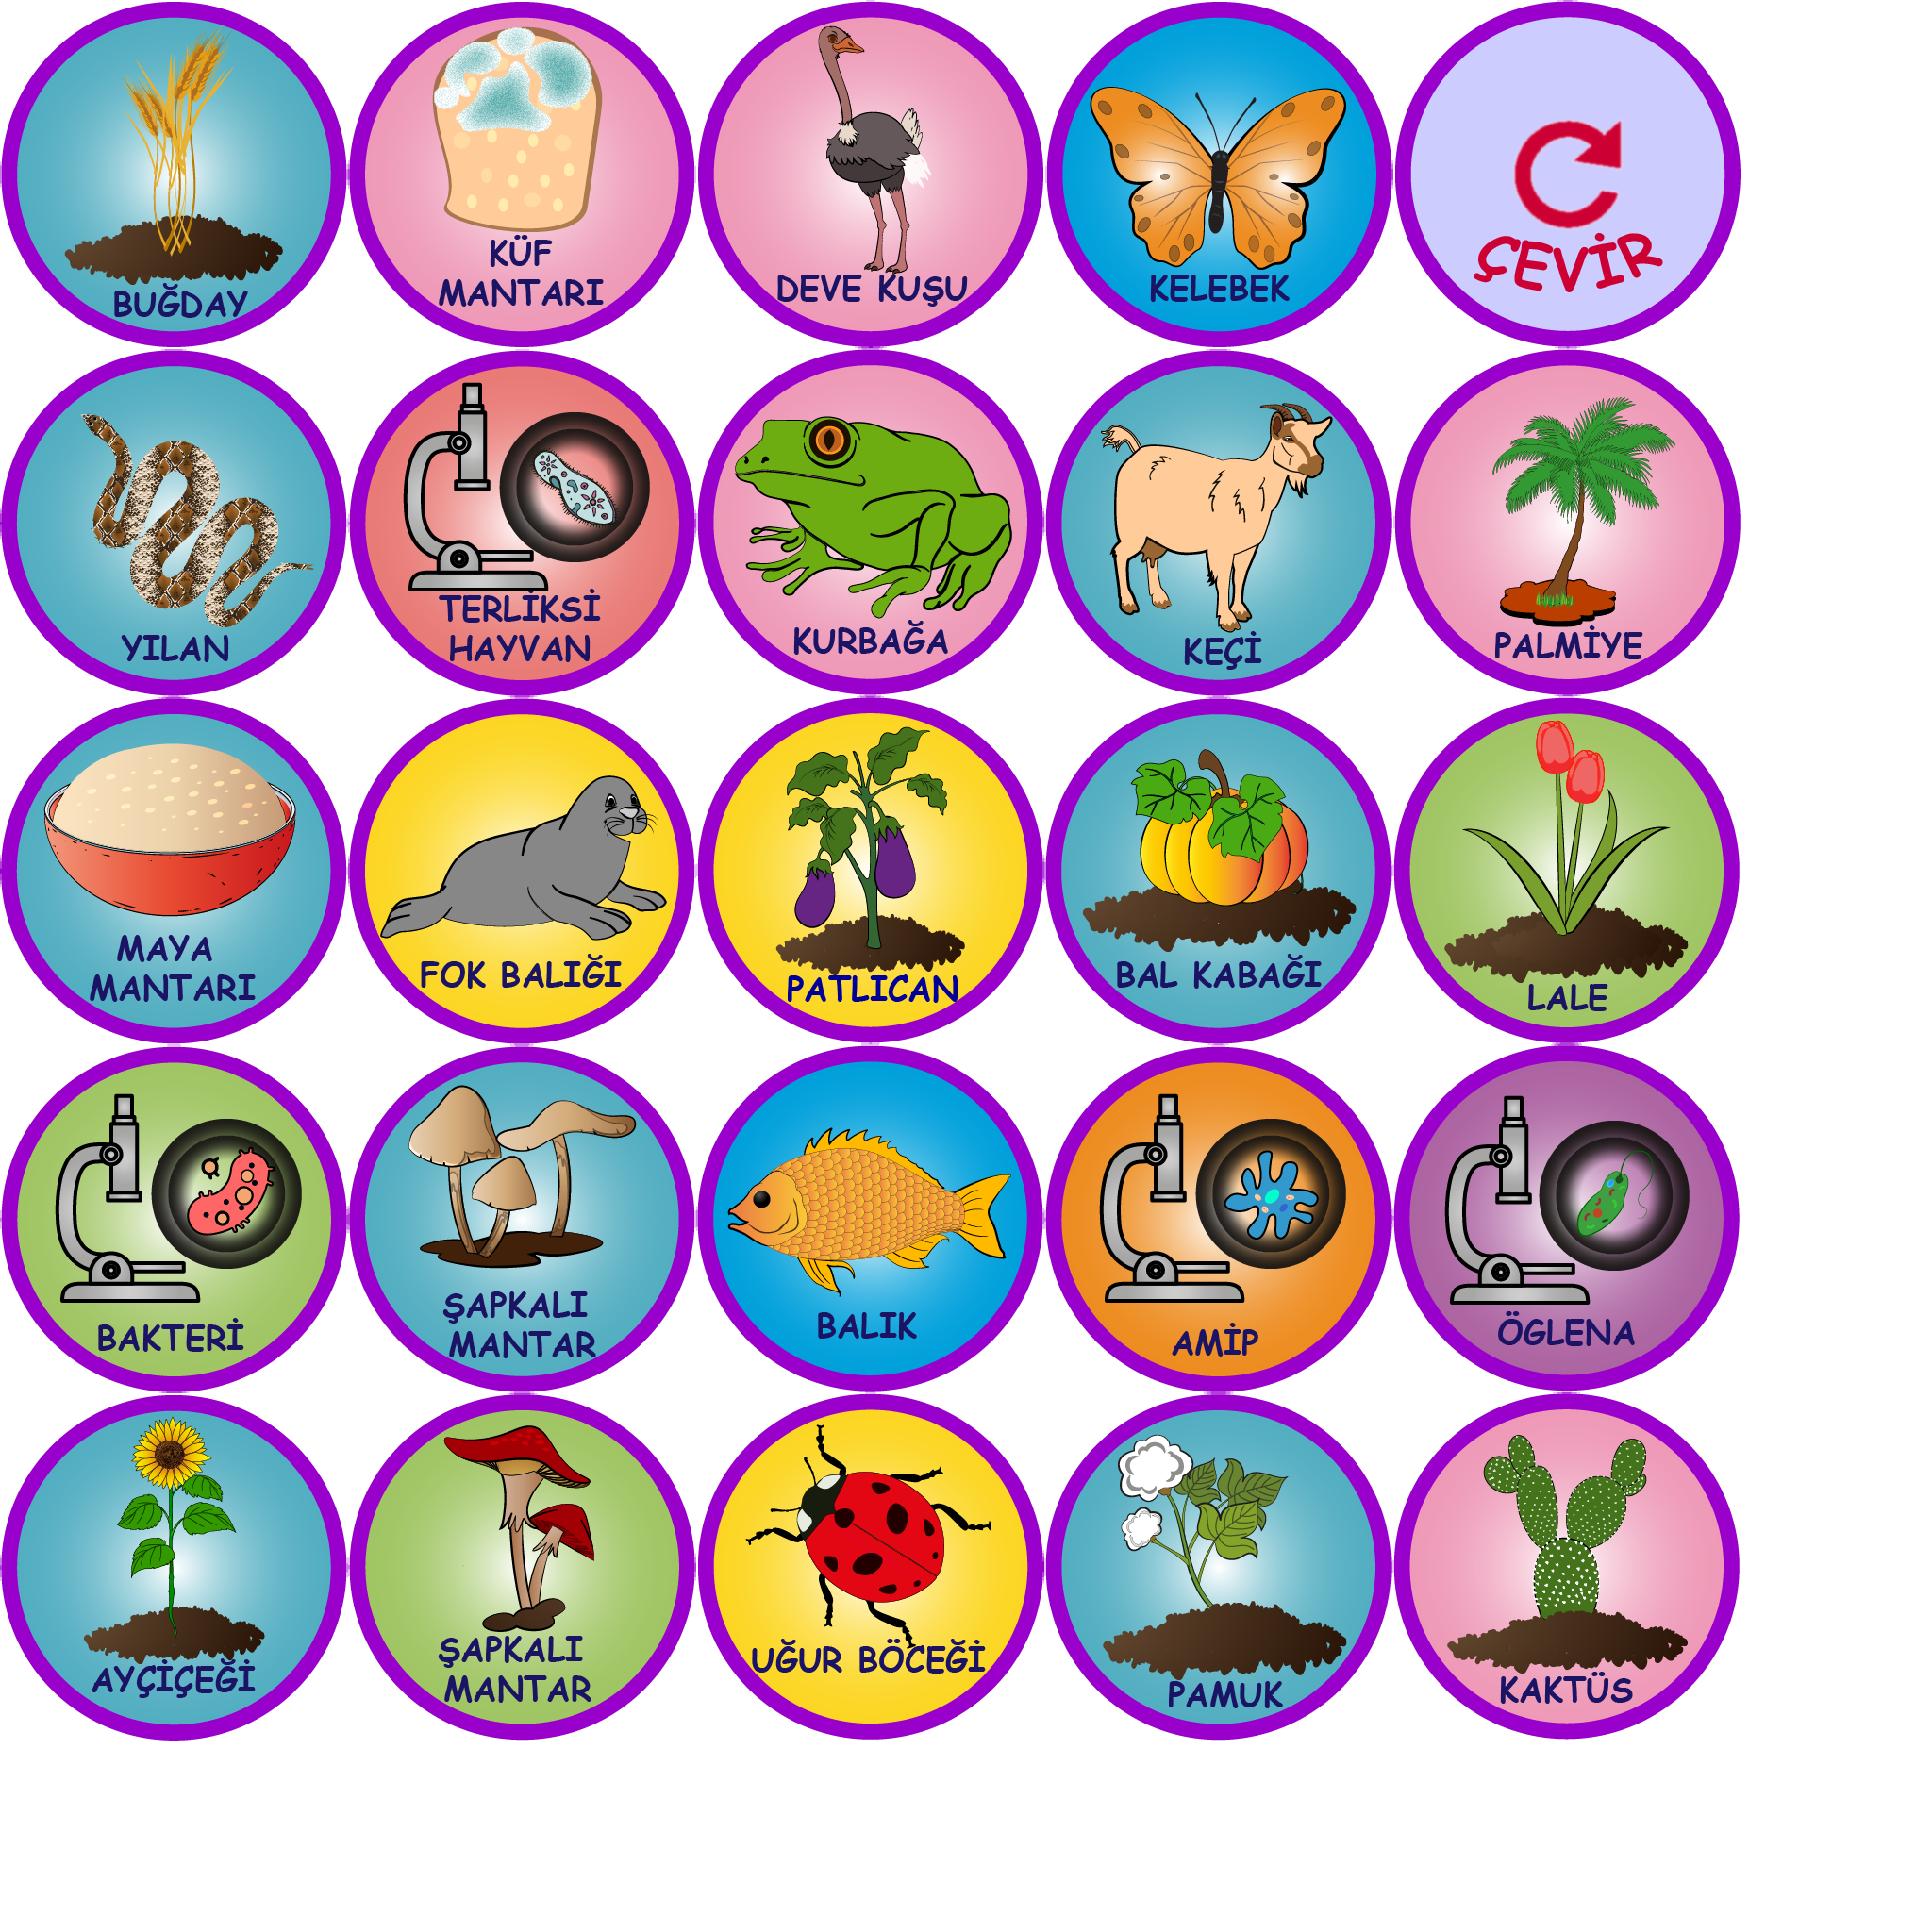 BUĞDAY
KÜF
MANTARI
DEVE KUŞU
KELEBEK
ÇEVİR
YILAN
TERLİKSİ
HAYVAN
KURBAĞA
KEÇİ
PALMİYE
MAYA
MANTARI
FOK BALIĞI
PATLICAN
BAL KABAĞI
LALE
BAKTERİ
ŞAPKALI
MANTAR
BALIK
AMİP
ÖGLENA
AYÇİÇEĞİ
ŞAPKALI
MANTAR
UĞUR BÖCEĞİ
PAMUK
KAKTÜS